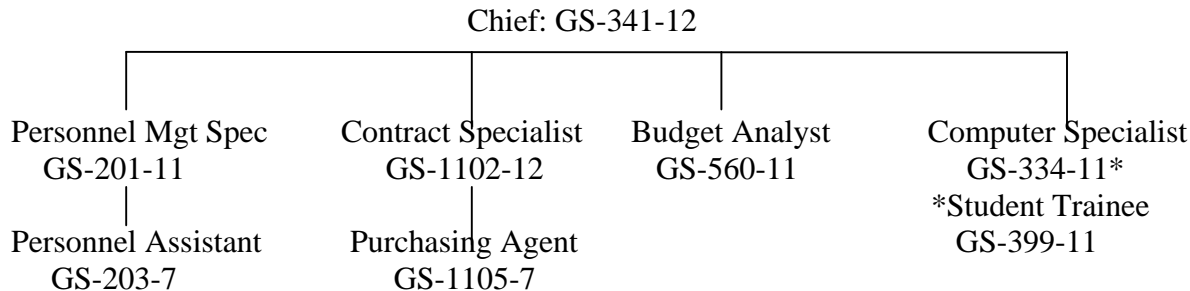 Chief: GS-341-12
Personnel Mgt Spec Contract Specialist Budget Analyst Computer Specialist
GS-201-11 GS-1102-12 GS-560-11 GS-334-11*
*Student Trainee
Personnel Assistant Purchasing Agent GS-399-11
GS-203-7 GS-1105-7